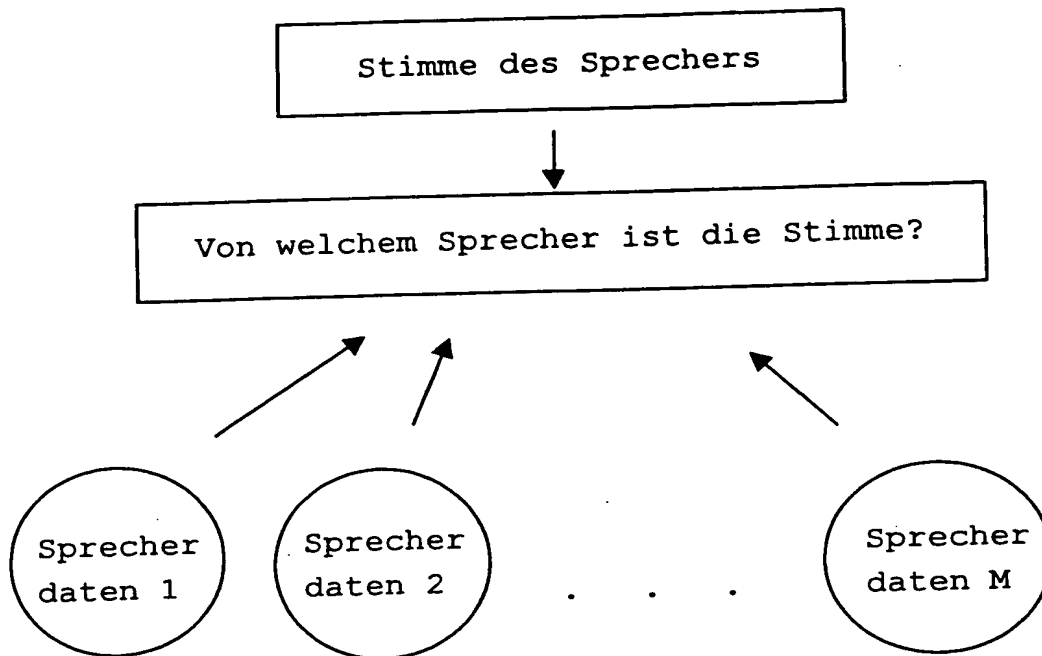 Stimme des Sprechers
Von welchem Sprecher ist die Stimme?
Sprecher
daten 1
Sprecher
daten 2
. . .
Sprecher
daten M